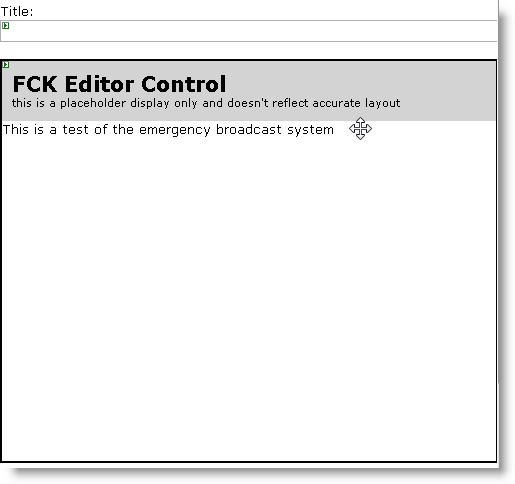 Title:
FCK Editor Control
this is a placeholder display only and doesn't reflect accurate layout
This is a test of the emergency broadcast system